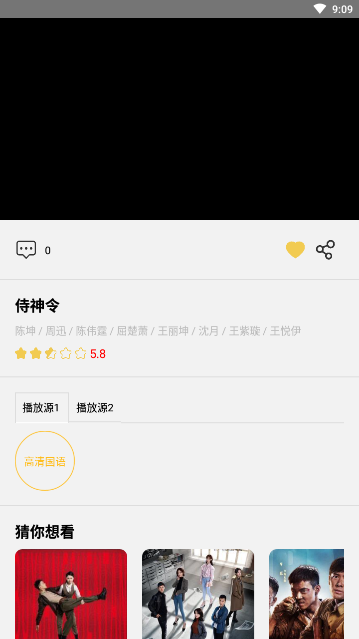 9:09
0
侍神令
陈坤 / 周迅 / 陈伟霆 / 屈楚萧 / 王丽坤 / 沈月 / 王紫璇 / 王悦伊
5.8
播放源1 播放源2
高清国语
猜你想看